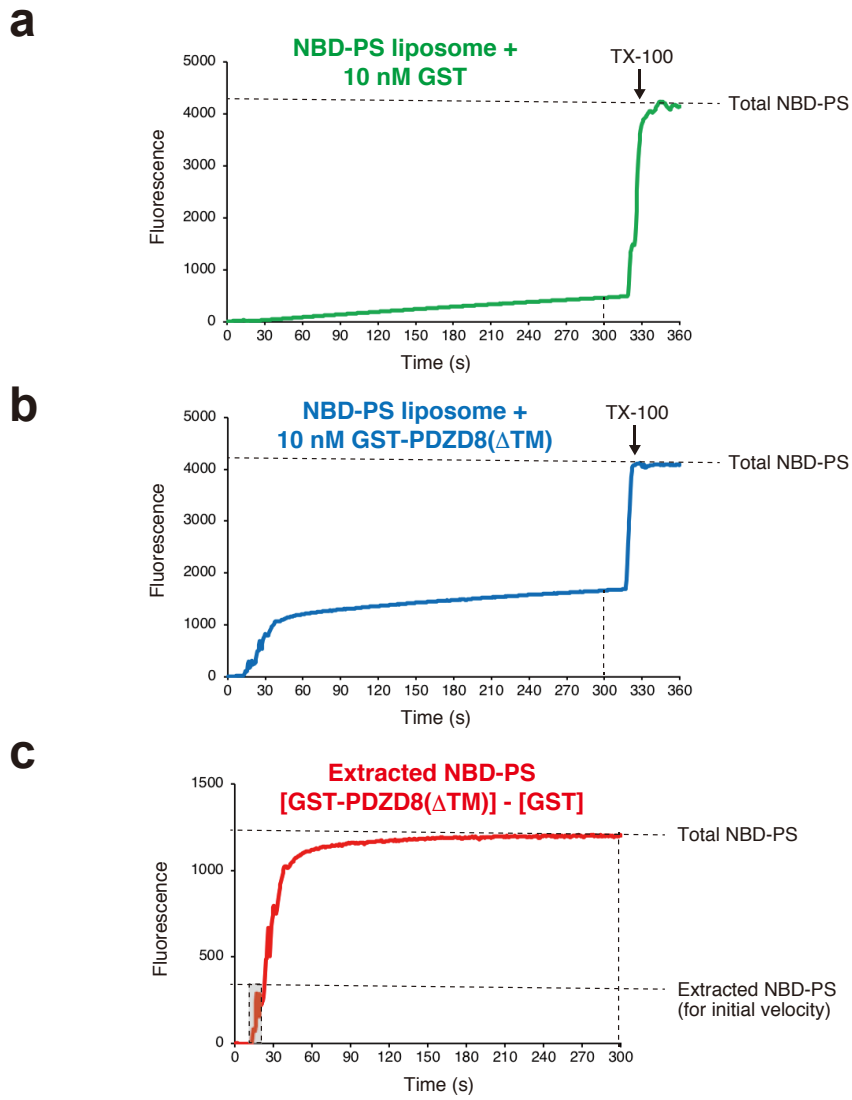 a
NBD-PS liposome +
10 nM GST
TX-100
Total NBD-PS
Fluorescence
5000
4000
3000
2000
1000
0
0 30 60 90 120 150 180 210 240 270 300 330 360
Time (s)
b
NBD-PS liposome +
10 nM GST-PDZD8(ΔTM)
TX-100
Total NBD-PS
Fluorescence
5000
4000
3000
2000
1000
0
0 30 60 90 120 150 180 210 240 270 300 330 360
Time (s)
c
Extracted NBD-PS
[GST-PDZD8(ΔTM)] - [GST]
Total NBD-PS
Extracted NBD-PS
(for initial velocity)
Fluorescence
1500
1000
500
0
0 30 60 90 120 150 180 210 240 270 300
Time (s)